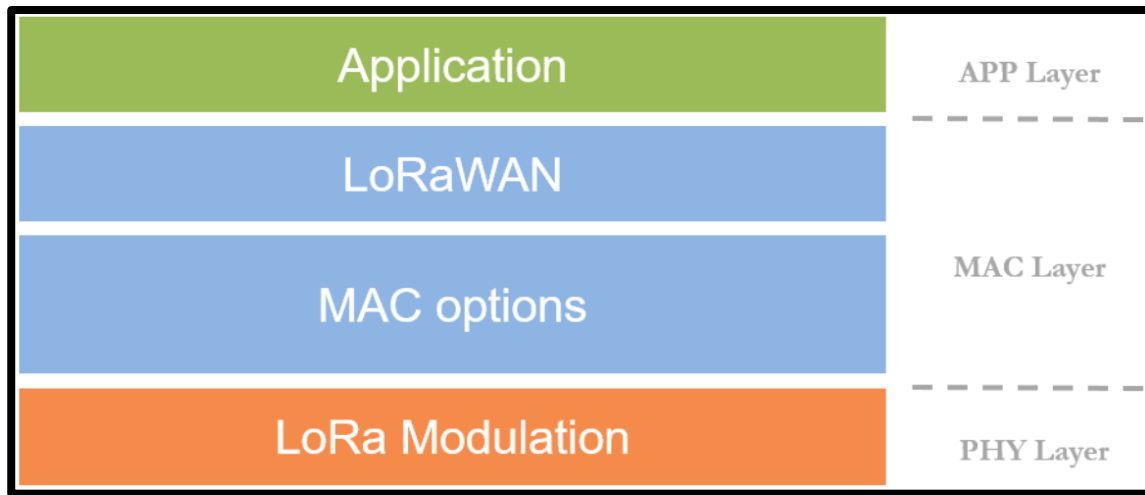 Application
APP Layer
LoRaWAN
MAC options
MAC Layer
LoRa Modulation
PHY Layer